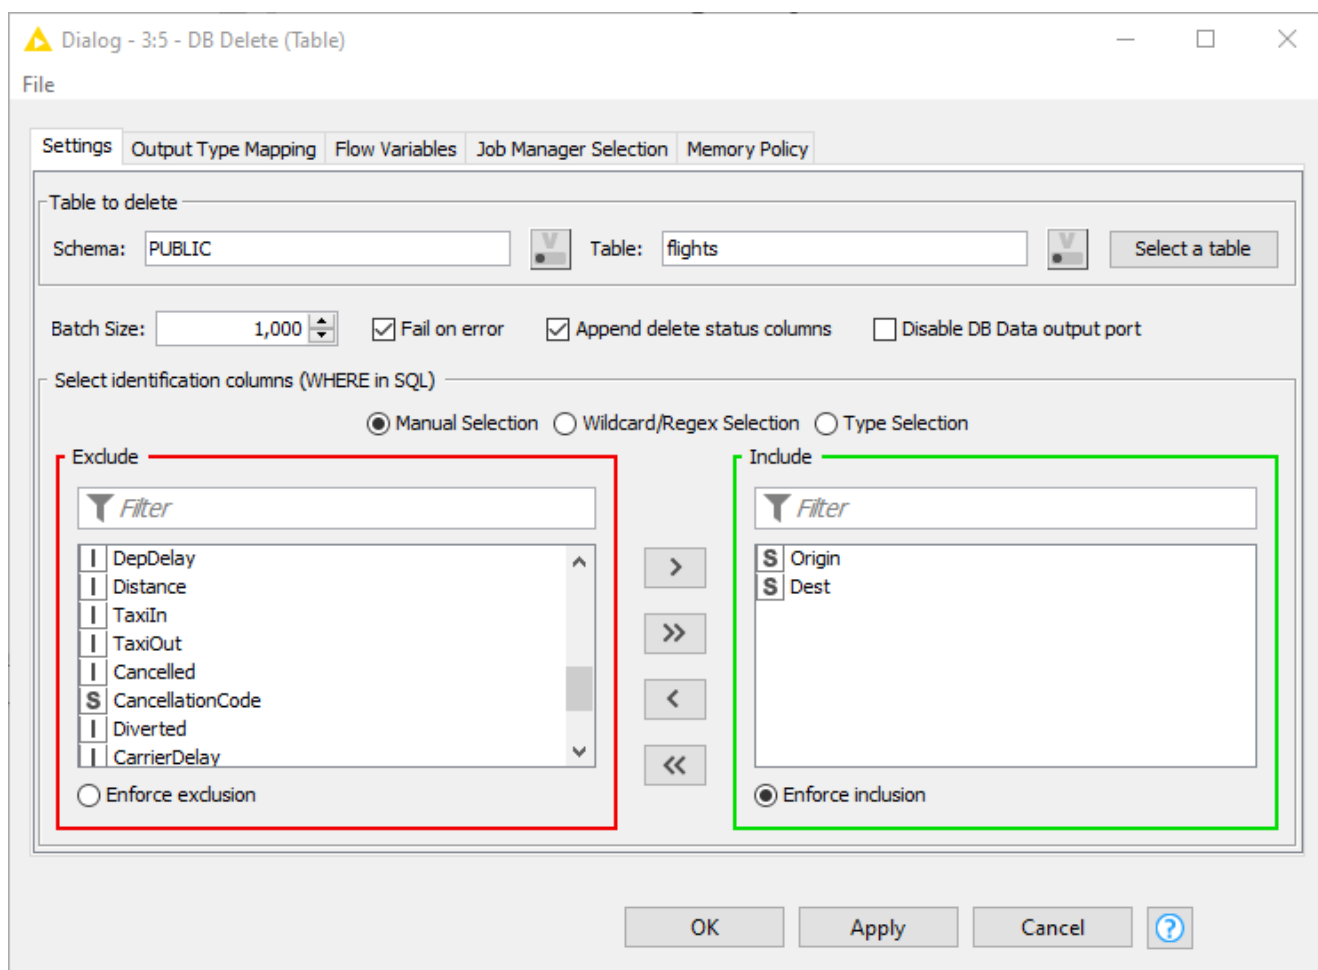 Dialog - 3:5 - DB Delete (Table)
File
Settings Output Type Mapping Flow Variables Job Manager Selection Memory Policy
Table to delete
Schema: PUBLIC V Table: flights V Select a table
Batch Size: 1,000 Fail on error Append delete status columns Disable DB Data output port
Select identification columns (WHERE in SQL)
Manual Selection Wildcard/Regex Selection Type Selection
Exclude Include
Filter Filter
I DepDelay > S Origin
I Distance S Dest
I TaxiIn
I TaxiOut >>
I Cancelled
S CancellationCode <
I Diverted
I CarrierDelay <<
Enforce exclusion Enforce inclusion
OK Apply Cancel ?